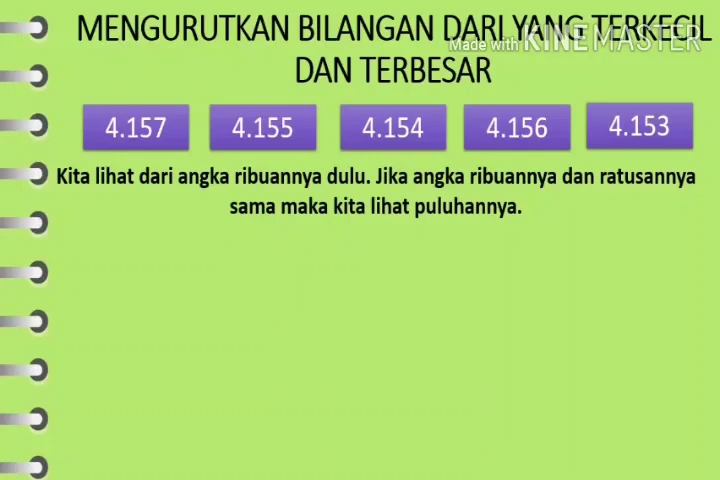 MENGURUTKAN BILANGAN DARI YANG TERKECIL
Made with KINEMASTER
DAN TERBESAR
4.157 4.155 4.154 4.156 4.153
Kita lihat dari angka ribuannya dulu. Jika angka ribuannya dan ratusannya
sama maka kita lihat puluhannya.